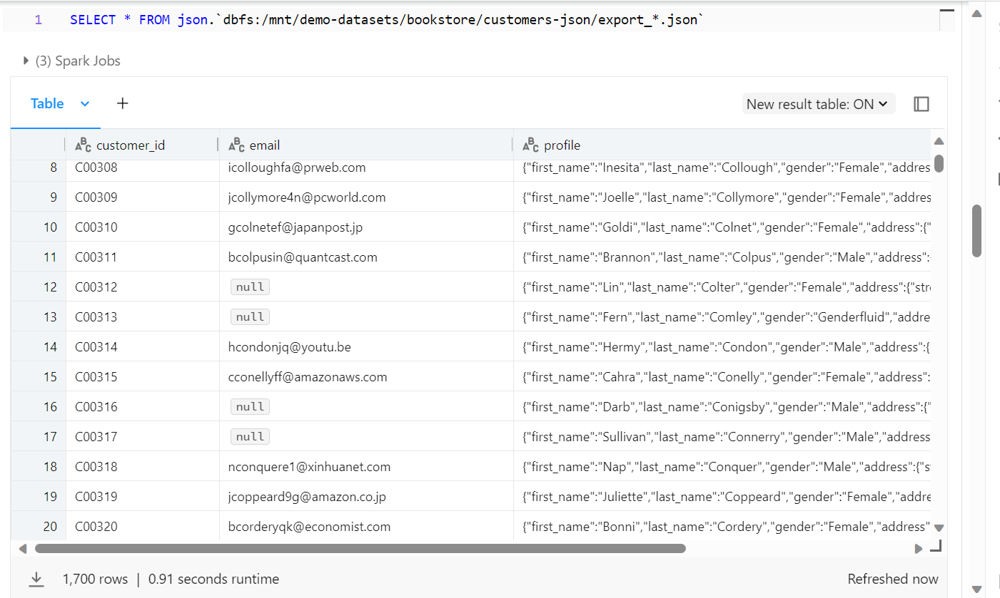 1 SELECT * FROM json.`dbfs:/mnt/demo-datasets/bookstore/customers-json/export_*.json`
(3) Spark Jobs
Table + New result table: ON
ABC customer_id ABC email ABC profile
8 C00308 icolloughfa@prweb.com {"first_name":"Inesita","last_name":"Collough","gender":"Female","addres
9 C00309 jcollymore4n@pcworld.com {"first_name":"Joelle","last_name":"Collymore","gender":"Female","addres
10 C00310 gcolnetef@japanpost.jp {"first_name":"Goldi","last_name":"Colnet","gender":"Female","address":{"
11 C00311 bcolpusin@quantcast.com {"first_name":"Brannon","last_name":"Colpus","gender":"Male","address":
12 C00312 null {"first_name":"Lin","last_name":"Colter","gender":"Female","address":{"stre
13 C00313 null {"first_name":"Fern","last_name":"Comley","gender":"Genderfluid","addre
14 C00314 hcondonjq@youtu.be {"first_name":"Hermy","last_name":"Condon","gender":"Male","address":{"
15 C00315 cconellyff@amazonaws.com {"first_name":"Cahra","last_name":"Conelly","gender":"Female","address":
16 C00316 null {"first_name":"Darb","last_name":"Conigsby","gender":"Male","address":{"
17 C00317 null {"first_name":"Sullivan","last_name":"Connerry","gender":"Male","address
18 C00318 nconquere1@xinhuanet.com {"first_name":"Nap","last_name":"Conquer","gender":"Male","address":{"s
19 C00319 jcoppeard9g@amazon.co.jp {"first_name":"Juliette","last_name":"Coppeard","gender":"Female","addre
20 C00320 bcorderyqk@economist.com {"first_name":"Bonni","last_name":"Cordery","gender":"Female","address"
1,700 rows | 0.91 seconds runtime Refreshed now